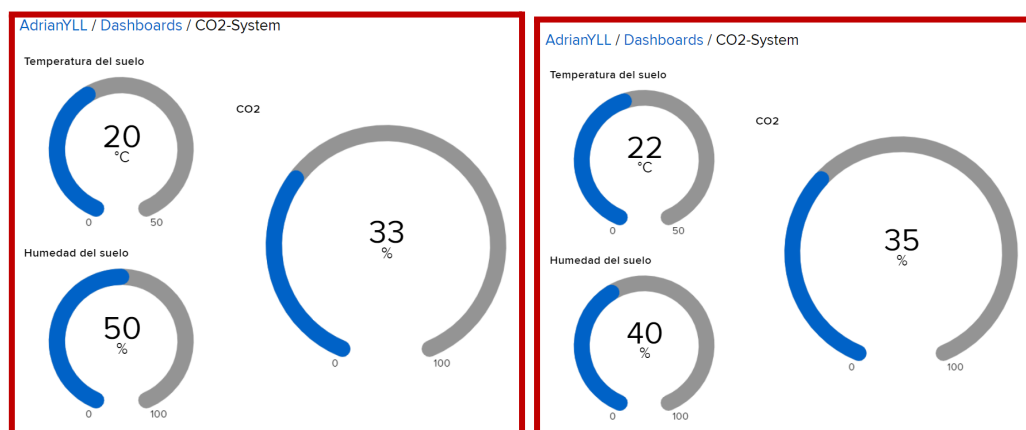 AdrianYLL / Dashboards / CO2-System
Temperatura del suelo
20
°C
0
50
CO2
33
%
0
100
Humedad del suelo
50
%
0
100
AdrianYLL / Dashboards / CO2-System
Temperatura del suelo
22
°C
0
50
CO2
35
%
0
100
Humedad del suelo
40
%
0
100